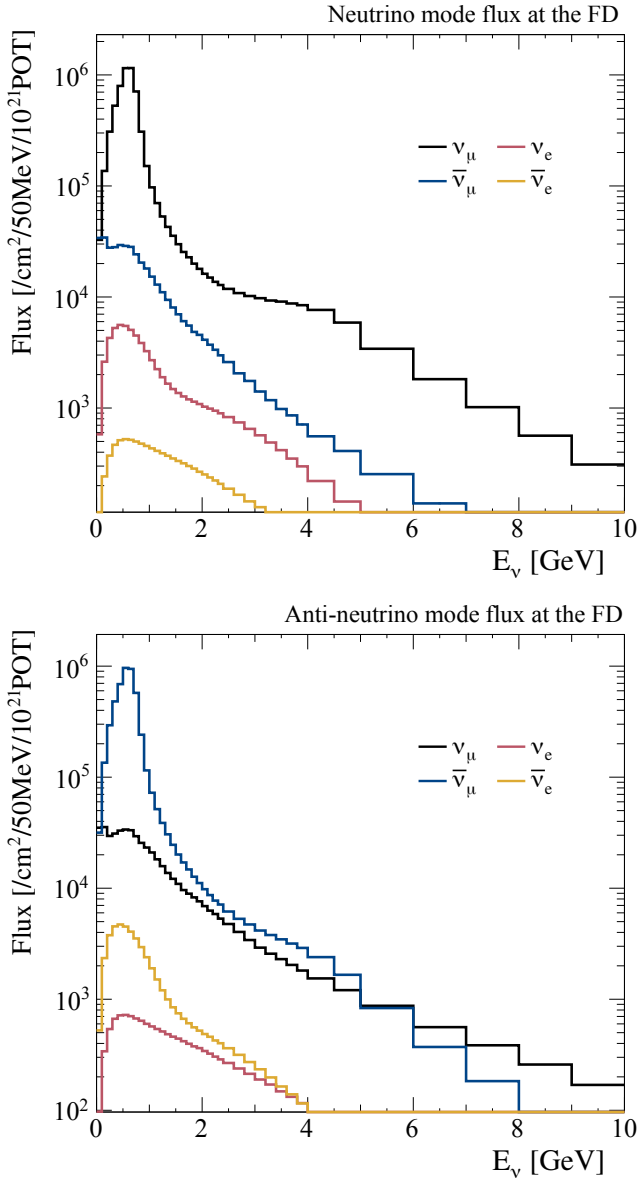 Neutrino mode flux at the FD
Flux [/cm²/50MeV/10²¹POT]
10⁶
10⁵
10⁴
10³
ν_μ ν_e
ν̅_μ ν̅_e
0 2 4 6 8 10
E_ν [GeV]
Anti-neutrino mode flux at the FD
Flux [/cm²/50MeV/10²¹POT]
10⁶
10⁵
10⁴
10³
10²
ν_μ ν_e
ν̅_μ ν̅_e
0 2 4 6 8 10
E_ν [GeV]